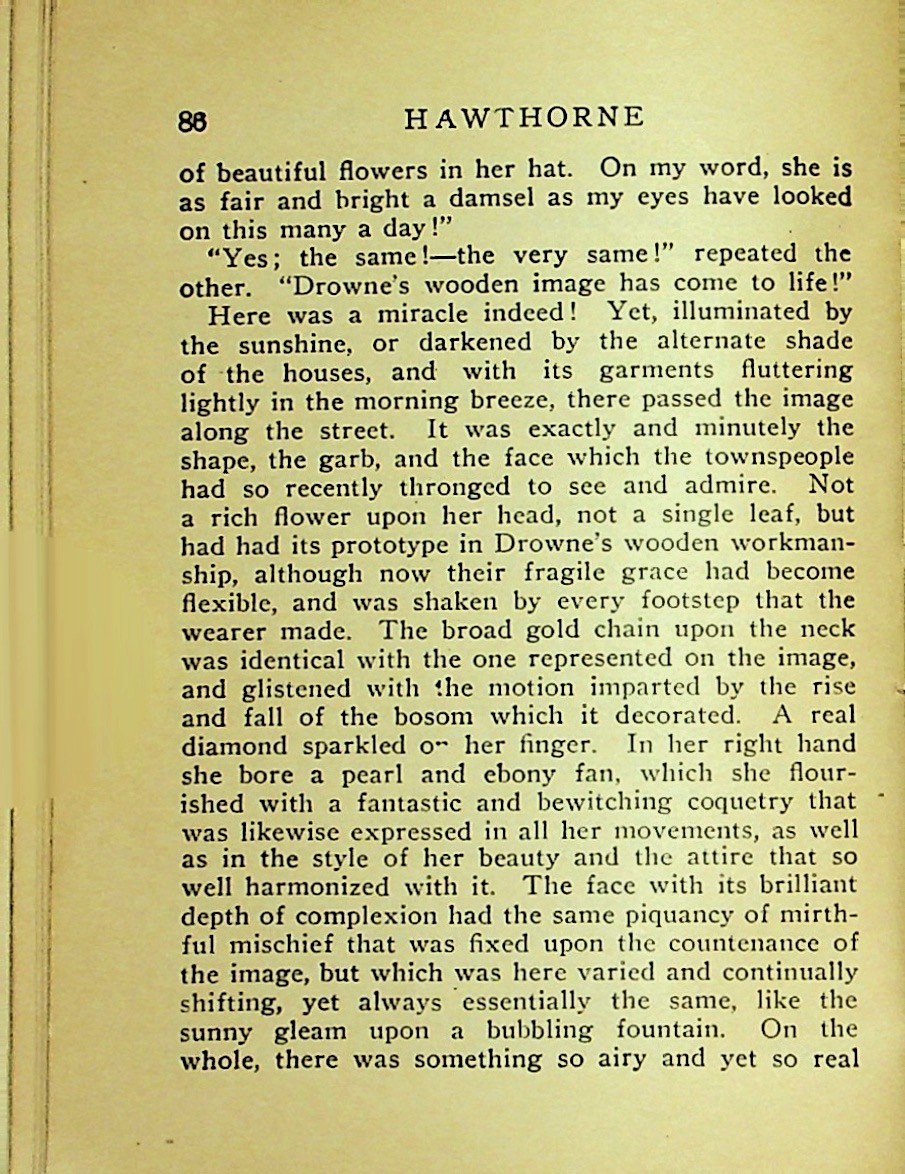 86 HAWTHORNE
of beautiful flowers in her hat. On my word, she is
as fair and bright a damsel as my eyes have looked
on this many a day!”
“Yes; the same!—the very same!” repeated the
other. “Drowne’s wooden image has come to life!”
Here was a miracle indeed! Yet, illuminated by
the sunshine, or darkened by the alternate shade
of the houses, and with its garments fluttering
lightly in the morning breeze, there passed the image
along the street. It was exactly and minutely the
shape, the garb, and the face which the townspeople
had so recently thronged to see and admire. Not
a rich flower upon her head, not a single leaf, but
had had its prototype in Drowne’s wooden workman-
ship, although now their fragile grace had become
flexible, and was shaken by every footstep that the
wearer made. The broad gold chain upon the neck
was identical with the one represented on the image,
and glistened with the motion imparted by the rise
and fall of the bosom which it decorated. A real
diamond sparkled on her finger. In her right hand
she bore a pearl and ebony fan, which she flour-
ished with a fantastic and bewitching coquetry that
was likewise expressed in all her movements, as well
as in the style of her beauty and the attire that so
well harmonized with it. The face with its brilliant
depth of complexion had the same piquancy of mirth-
ful mischief that was fixed upon the countenance of
the image, but which was here varied and continually
shifting, yet always essentially the same, like the
sunny gleam upon a bubbling fountain. On the
whole, there was something so airy and yet so real